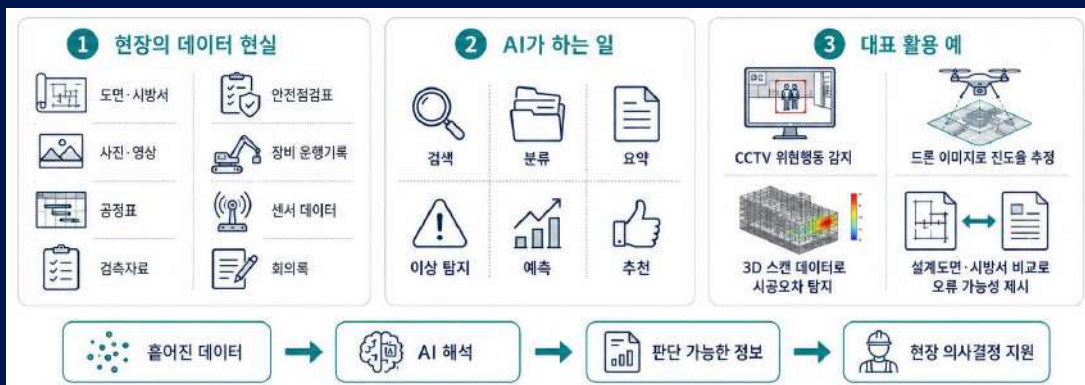 1 현장의 데이터 현실
도면·시방서
안전점검표
사진·영상
장비 운행기록
공정표
센서 데이터
검측자료
회의록
2 AI가 하는 일
검색
분류
요약
이상 탐지
예측
추천
3 대표 활용 예
CCTV 위현행동 감지
드론 이미지로 진도율 추정
3D 스캔 데이터로
시공오차 탐지
설계도면·시방서 비교로
오류 가능성 제시
흩어진 데이터
AI 해석
판단 가능한 정보
현장 의사결정 지원